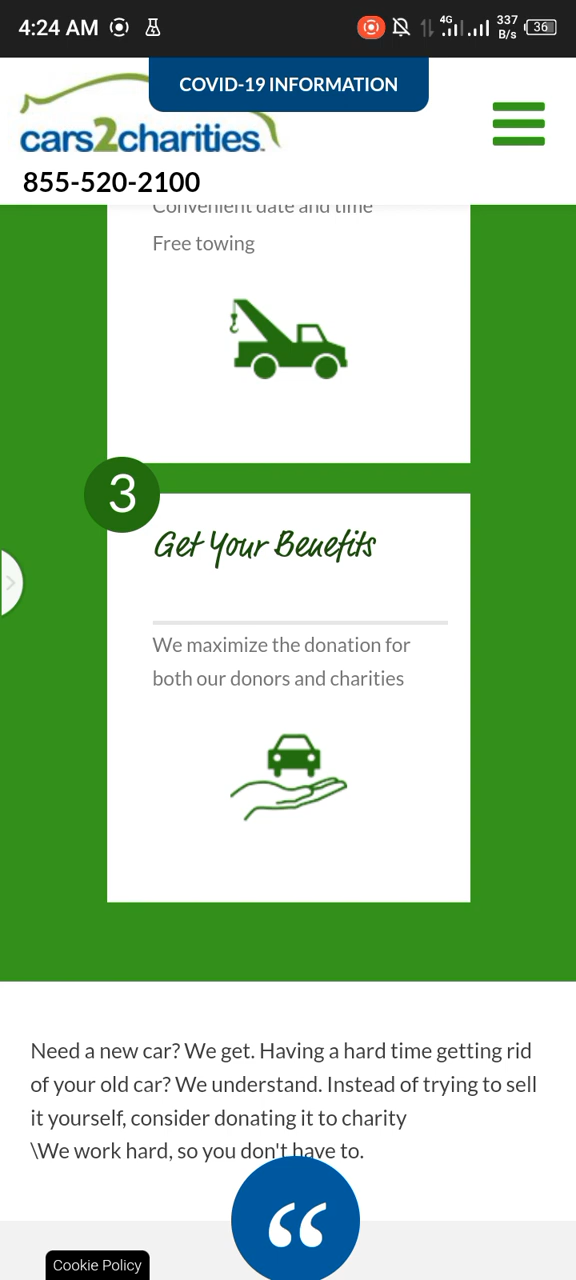 4:24 AM
4G
337
B/s
36
COVID-19 INFORMATION
cars2charities.
855-520-2100
Convenient date and time
Free towing
3
Get Your Benefits
We maximize the donation for
both our donors and charities
Need a new car? We get. Having a hard time getting rid
of your old car? We understand. Instead of trying to sell
it yourself, consider donating it to charity
\We work hard, so you don't have to.
“
Cookie Policy